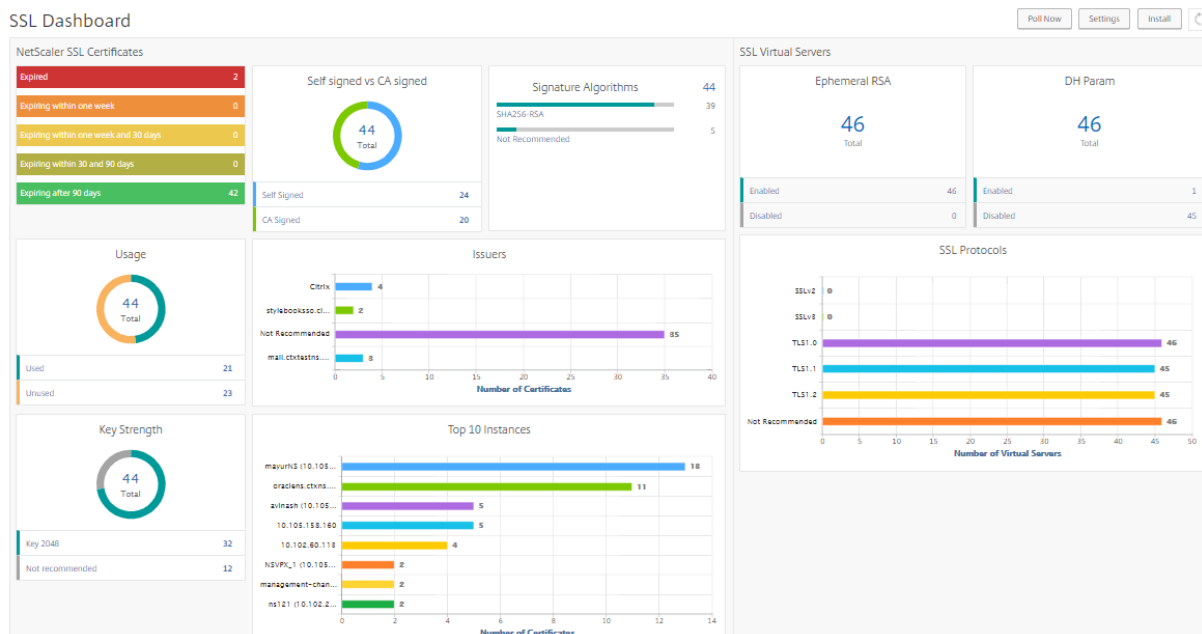 SSL Dashboard
Poll Now
Settings
Install
NetScaler SSL Certificates
Expired 2
Expiring within one week 0
Expiring within one week and 30 days 0
Expiring within 30 and 90 days 0
Expiring after 90 days 42
Self signed vs CA signed
44
Total
Self Signed 24
CA Signed 20
Signature Algorithms 44
39
SHA256-RSA
5
Not Recommended
Usage
44
Total
Used 21
Unused 23
Issuers
Citrix 4
stylebooksso.ci... 2
Not Recommended 35
mail.ctxtestns.... 3
0 5 10 15 20 25 30 35 40
Number of Certificates
Key Strength
44
Total
Key 2048 32
Not recommended 12
Top 10 Instances
mayurNS (10.105... 13
oraclens.ctxns.... 11
avinash (10.105... 5
10.105.158.160 5
10.102.60.118 4
NSVPX_1 (10.105... 2
management-chan... 2
ns121 (10.102.2... 2
0 2 4 6 8 10 12 14
Number of Certificates
SSL Virtual Servers
Ephemeral RSA
46
Total
Enabled 46
Disabled 0
DH Param
46
Total
Enabled 1
Disabled 45
SSL Protocols
SSLv2 0
SSLv3 0
TLS1.0 46
TLS1.1 45
TLS1.2 45
Not Recommended 46
0 5 10 15 20 25 30 35 40 45 50
Number of Virtual Servers